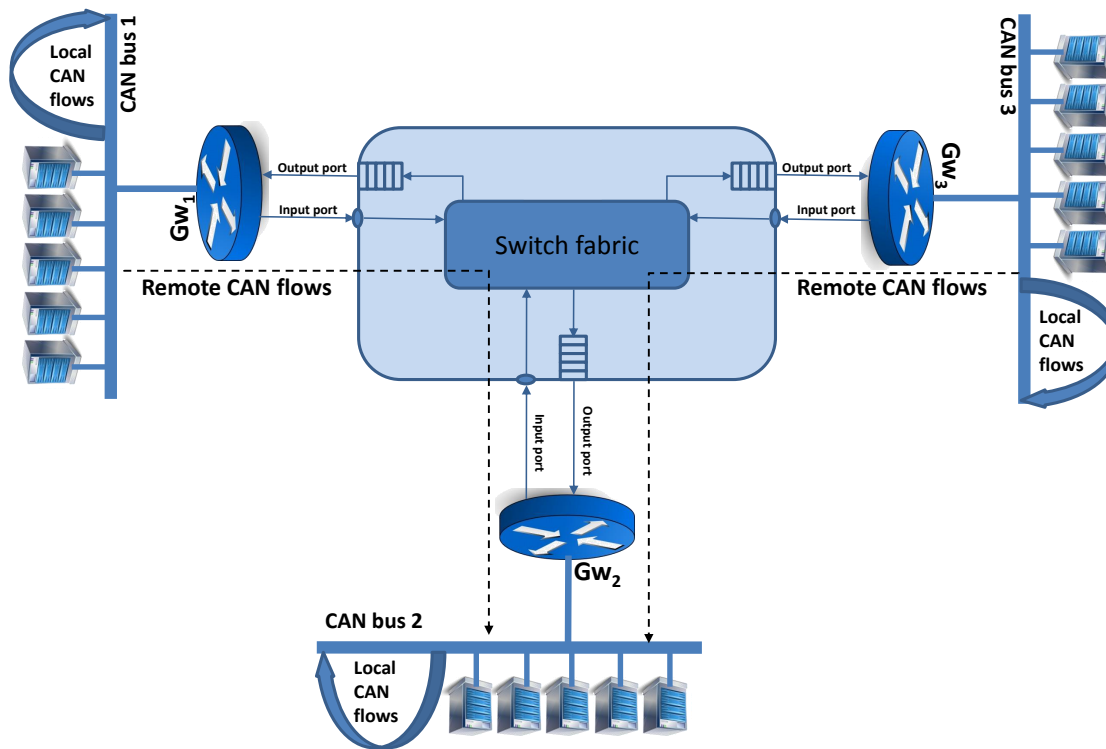 CAN bus 1
Local
CAN
flows
Gw1
Output port
Input port
Switch fabric
Output port
Input port
Gw3
CAN bus 3
Remote CAN flows
Remote CAN flows
Local
CAN
flows
Input port
Output port
Gw2
CAN bus 2
Local
CAN
flows